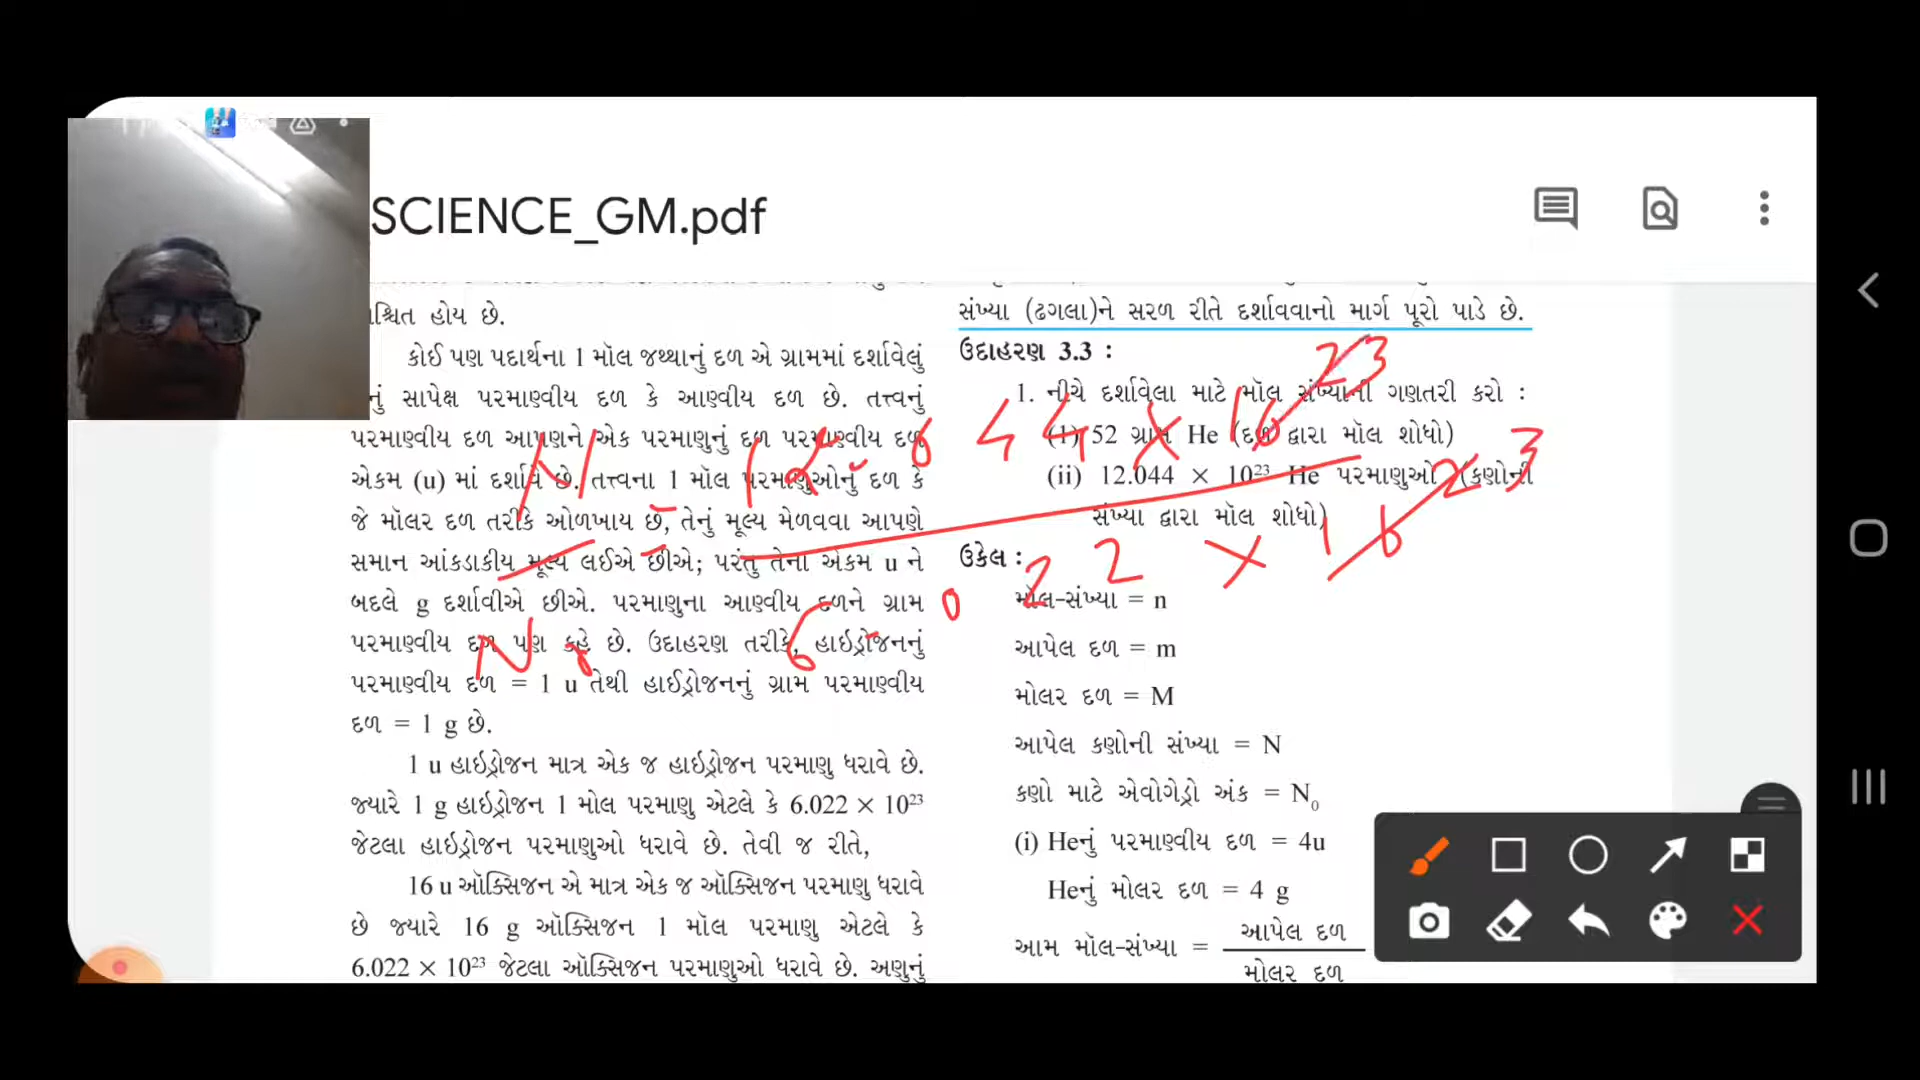 SCIENCE_GM.pdf
શ્ચિત હોય છે.
કોઈ પણ પદાર્થના 1 મૉલ જથ્થાનું દળ એ ગ્રામમાં દર્શાવેલું
નું સાપેક્ષ પરમાણ્વીય દળ કે આણ્વીય દળ છે. તત્ત્વનું
પરમાણ્વીય દળ આપણને એક પરમાણુનું દળ પરમાણ્વીય દળ
એકમ (u) માં દર્શાવે છે. તત્ત્વના 1 મૉલ પરમાણુઓનું દળ કે
જે મૉલર દળ તરીકે ઓળખાય છે, તેનું મૂલ્ય મેળવવા આપણે
સમાન આંકડાકીય મૂલ્ય લઈએ છીએ; પરંતુ તેના એકમ u ને
બદલે g દર્શાવીએ છીએ. પરમાણુના આણ્વીય દળને ગ્રામ
પરમાણ્વીય દળ પણ કહે છે. ઉદાહરણ તરીકે, હાઇડ્રોજનનું
પરમાણ્વીય દળ = 1 u તેથી હાઈડ્રોજનનું ગ્રામ પરમાણ્વીય
દળ = 1 g છે.
1 u હાઇડ્રોજન માત્ર એક જ હાઇડ્રોજન પરમાણુ ધરાવે છે.
જ્યારે 1 g હાઇડ્રોજન 1 મોલ પરમાણુ એટલે કે 6.022 × 10²³
જેટલા હાઇડ્રોજન પરમાણુઓ ધરાવે છે. તેવી જ રીતે,
16 u ઑક્સિજન એ માત્ર એક જ ઑક્સિજન પરમાણુ ધરાવે
છે જ્યારે 16 g ઑક્સિજન 1 મૉલ પરમાણુ એટલે કે
6.022 × 10²³ જેટલા ઑક્સિજન પરમાણુઓ ધરાવે છે. અણુનું
સંખ્યા (ઢગલા)ને સરળ રીતે દર્શાવવાનો માર્ગ પૂરો પાડે છે.
ઉદાહરણ 3.3 :
1. નીચે દર્શાવેલા માટે મૉલ સંખ્યાની ગણતરી કરો :
(1) 52 ગ્રામ He (દળ દ્વારા મૉલ શોધો)
(ii) 12.044 × 10²³ He પરમાણુઓ (કણોની
સંખ્યા દ્વારા મૉલ શોધો)
ઉકેલ :
મૉલ-સંખ્યા = n
આપેલ દળ = m
મોલર દળ = M
આપેલ કણોની સંખ્યા = N
કણો માટે એવોગેડ્રો અંક = N₀
(i) Heનું પરમાણ્વીય દળ = 4u
Heનું મોલર દળ = 4 g
આમ મૉલ-સંખ્યા = આપેલ દળ
મોલર દળ